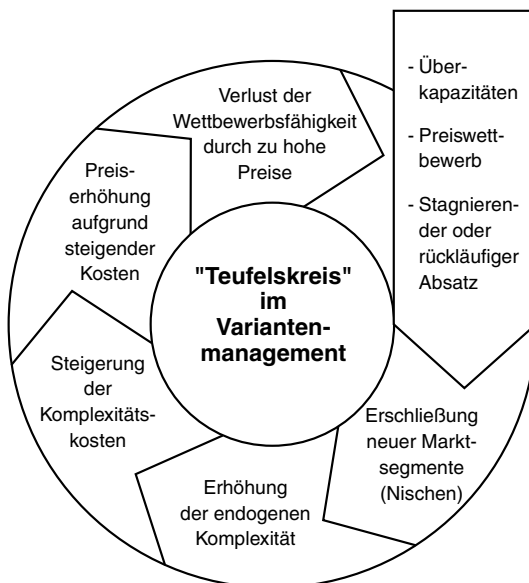 - Über-
kapazitäten
- Preiswett-
bewerb
- Stagnieren-
der oder
rückläufiger
Absatz
Verlust der
Wettbewerbsfähigkeit
durch zu hohe
Preise
Preis-
erhöhung
aufgrund
steigender
Kosten
"Teufelskreis"
im
Varianten-
management
Steigerung
der
Komplexitäts-
kosten
Erhöhung
der endogenen
Komplexität
Erschließung
neuer Markt-
segmente
(Nischen)